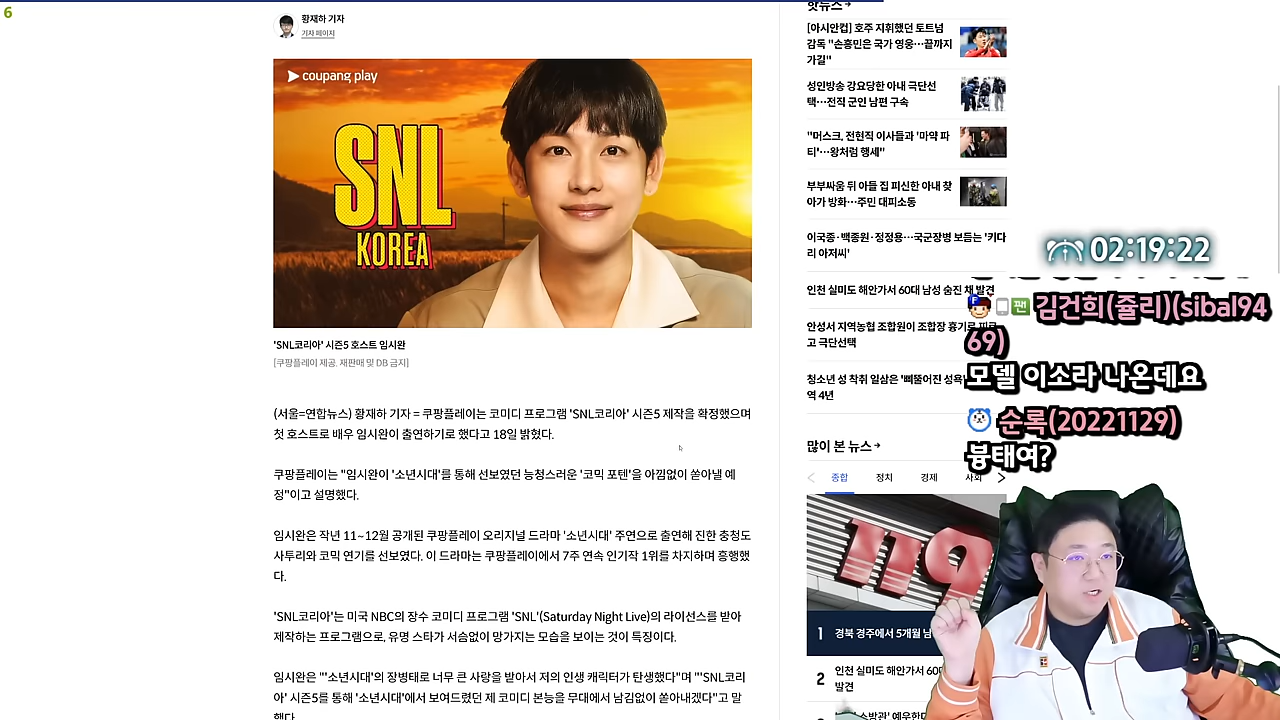 6
황재하 기자
기자 페이지
coupang play
SNL
KOREA
'SNL코리아' 시즌5 호스트 임시완
[쿠팡플레이 제공. 재판매 및 DB 금지]
(서울=연합뉴스) 황재하 기자 = 쿠팡플레이는 코미디 프로그램 'SNL코리아' 시즌5 제작을 확정했으며
첫 호스트로 배우 임시완이 출연하기로 했다고 18일 밝혔다.
쿠팡플레이는 "임시완이 '소년시대'를 통해 선보였던 능청스러운 '코믹 포텐'을 아낌없이 쏟아낼 예
정"이고 설명했다.
임시완은 작년 11~12월 공개된 쿠팡플레이 오리지널 드라마 '소년시대' 주연으로 출연해 진한 충청도
사투리와 코믹 연기를 선보였다. 이 드라마는 쿠팡플레이에서 7주 연속 인기작 1위를 차지하며 흥행했
다.
'SNL코리아'는 미국 NBC의 장수 코미디 프로그램 'SNL'(Saturday Night Live)의 라이선스를 받아
제작하는 프로그램으로, 유명 스타가 서슴없이 망가지는 모습을 보이는 것이 특징이다.
임시완은 "'소년시대'의 장병태로 너무 큰 사랑을 받아서 저의 인생 캐릭터가 탄생했다"며 "'SNL코리
아' 시즌5를 통해 '소년시대'에서 보여드렸던 제 코미디 본능을 무대에서 남김없이 쏟아내겠다"고 말
했다.
핫뉴스
[아시안컵] 호주 지휘했던 토트넘
감독 "손흥민은 국가 영웅…끝까지
가길"
성인방송 강요당한 아내 극단선
택…전직 군인 남편 구속
"머스크, 전현직 이사들과 '마약 파
티'…왕처럼 행세"
부부싸움 뒤 아들 집 피신한 아내 찾
아가 방화…주민 대피소동
이국종·백종원·정정용…국군장병 보듬는 '키다
리 아저씨'
인천 실미도 해안가서 60대 남성 숨진 채 발견
안성서 지역농협 조합원이 조합장 흉기로
고 극단선택
청소년 성 착취 일삼은 '삐뚤어진 성욕'
역 4년
많이 본 뉴스
종합 정치 경제 사회
119
1 경북 경주에서 5개월 남
2 인천 실미도 해안가서 60
발견
02:19:22
F 팬 김건희(쥴리)(sibal94
69)
모델 이소라 나온데요
순록(20221129)
븅태여?